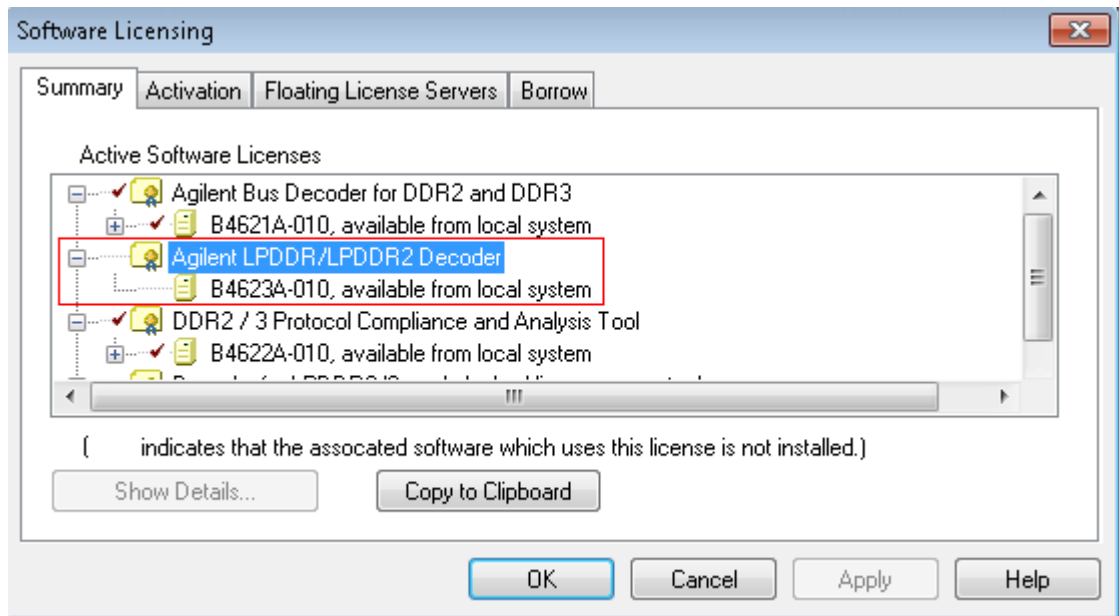 Software Licensing
Summary Activation Floating License Servers Borrow
Active Software Licenses
Agilent Bus Decoder for DDR2 and DDR3
B4621A-010, available from local system
Agilent LPDDR/LPDDR2 Decoder
B4623A-010, available from local system
DDR2 / 3 Protocol Compliance and Analysis Tool
B4622A-010, available from local system
( indicates that the assocated software which uses this license is not installed.)
Show Details... Copy to Clipboard
OK Cancel Apply Help